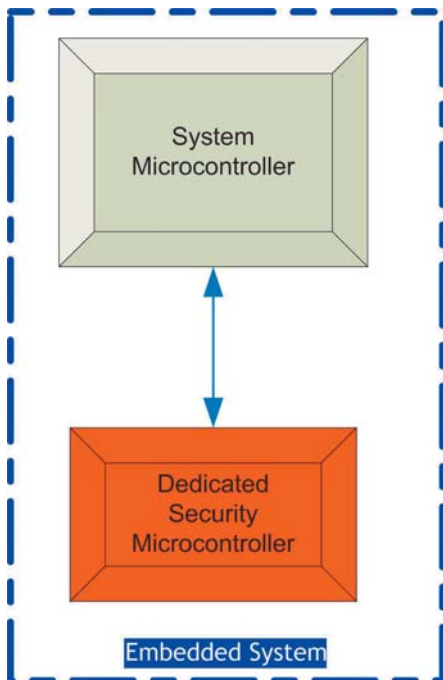 System
Microcontroller
Dedicated
Security
Microcontroller
Embedded System